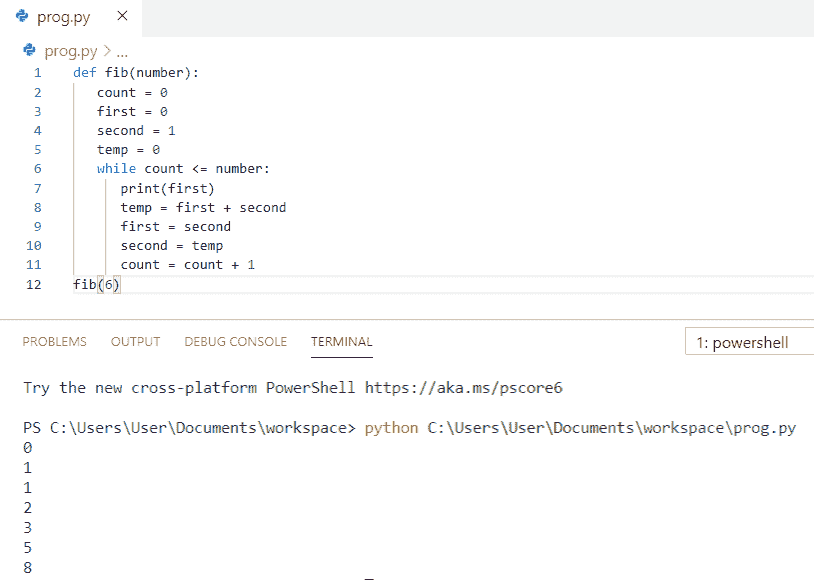 prog.py ×
prog.py > ...
1 def fib(number):
2     count = 0
3     first = 0
4     second = 1
5     temp = 0
6     while count <= number:
7         print(first)
8         temp = first + second
9         first = second
10         second = temp
11         count = count + 1
12 fib(6)
PROBLEMS OUTPUT DEBUG CONSOLE TERMINAL 1: powershell
Try the new cross-platform PowerShell https://aka.ms/pscore6
PS C:\Users\User\Documents\workspace> python C:\Users\User\Documents\workspace\prog.py
0
1
1
2
3
5
8